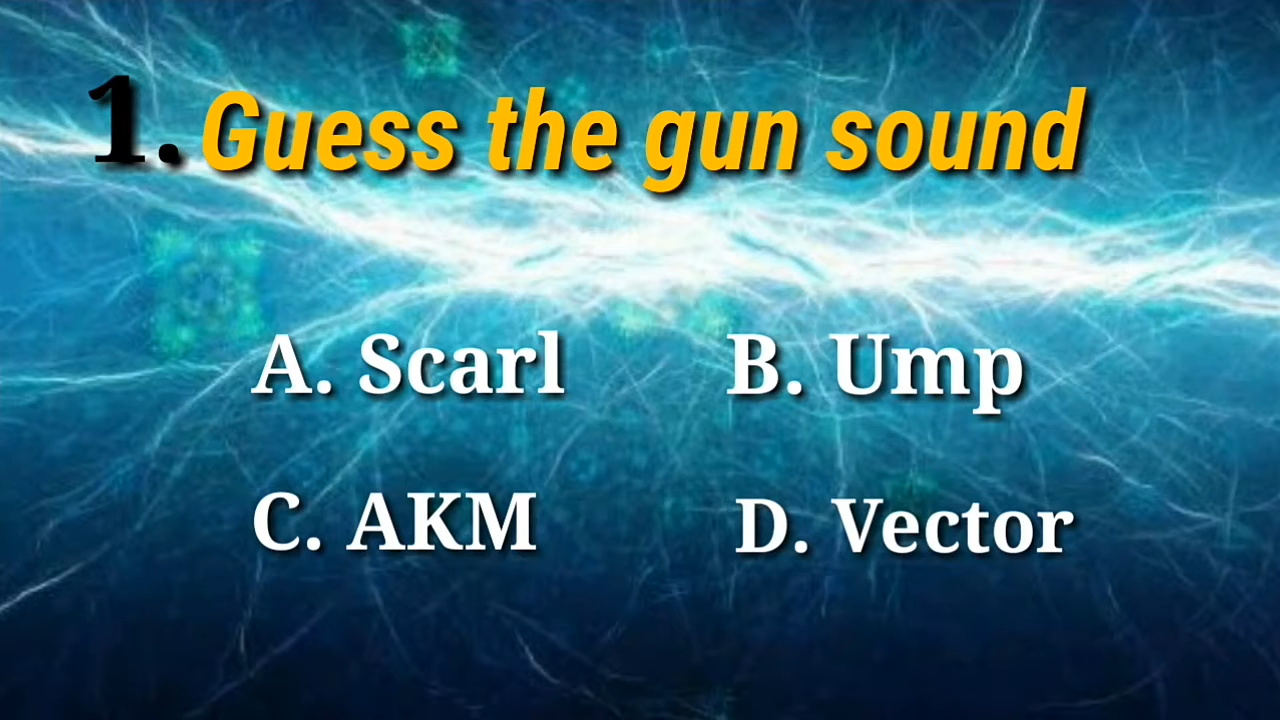 1. Guess the gun sound
A. Scarl B. Ump
C. AKM D. Vector